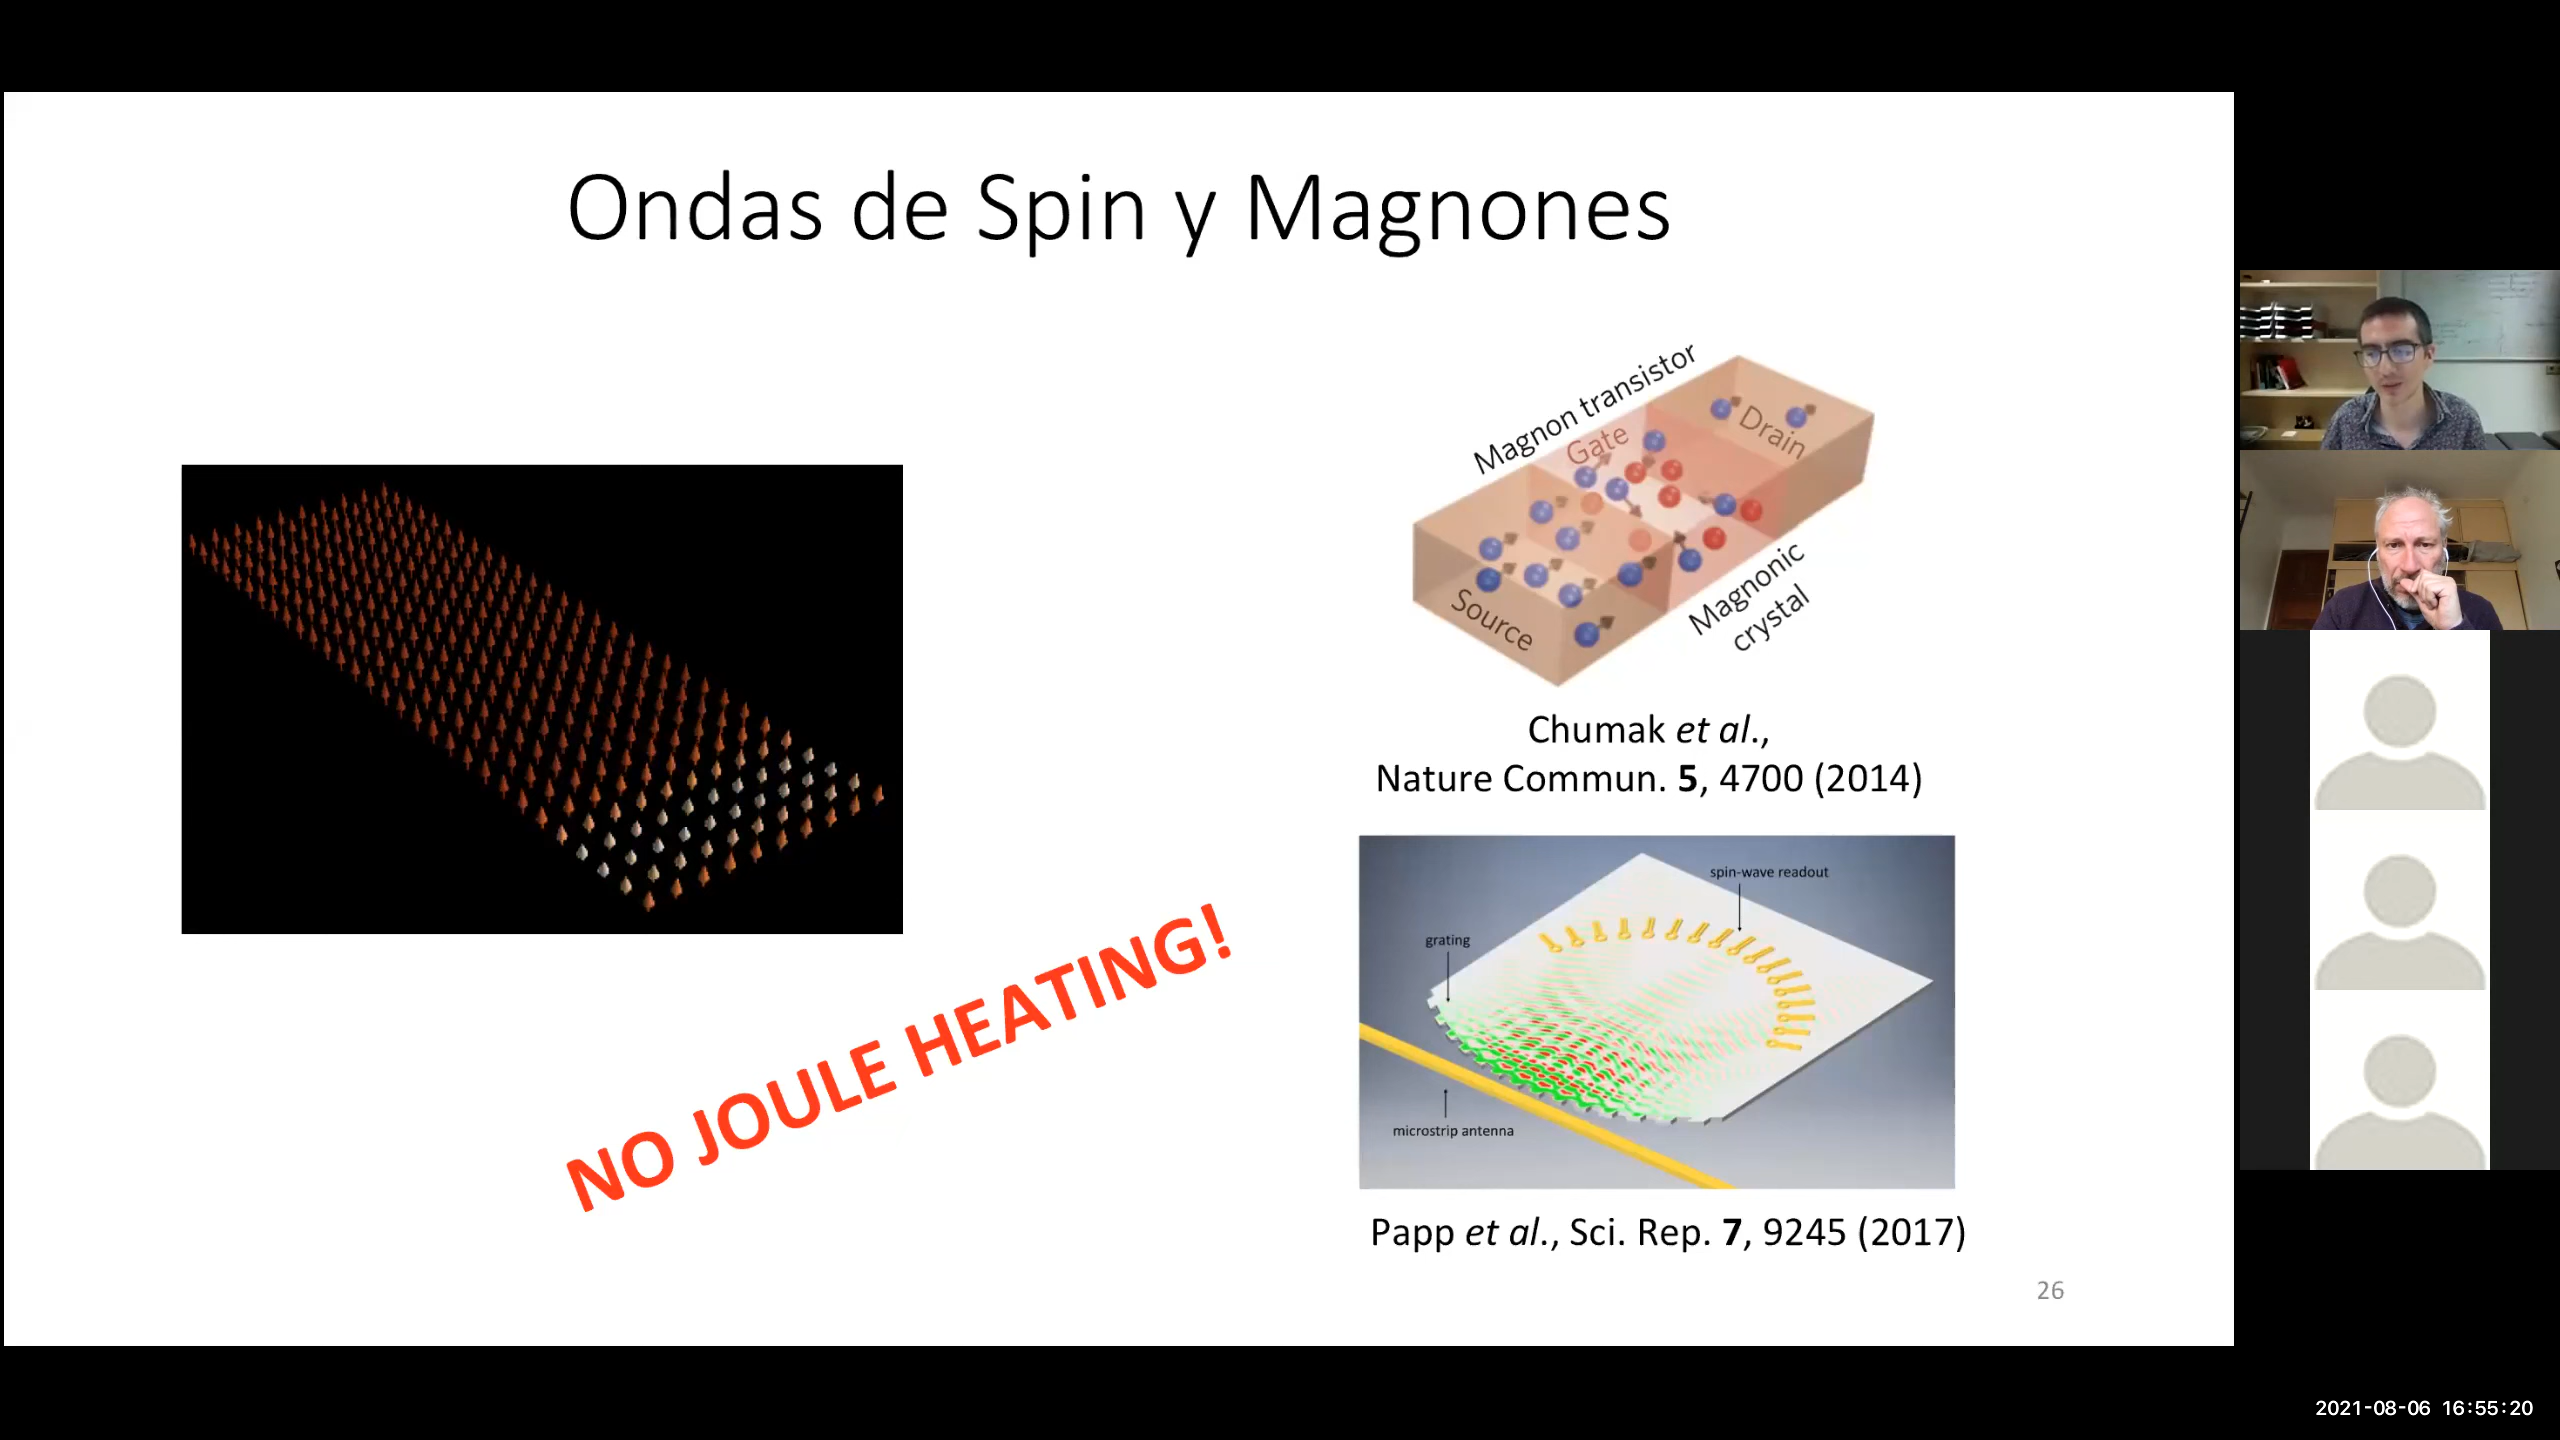 Ondas de Spin y Magnones
Magnon transistor
Gate
Drain
Source
Magnonic
crystal
Chumak et al.,
Nature Commun. 5, 4700 (2014)
NO JOULE HEATING!
spin-wave readout
grating
microstrip antenna
Papp et al., Sci. Rep. 7, 9245 (2017)
26
2021-08-06 16:55:20